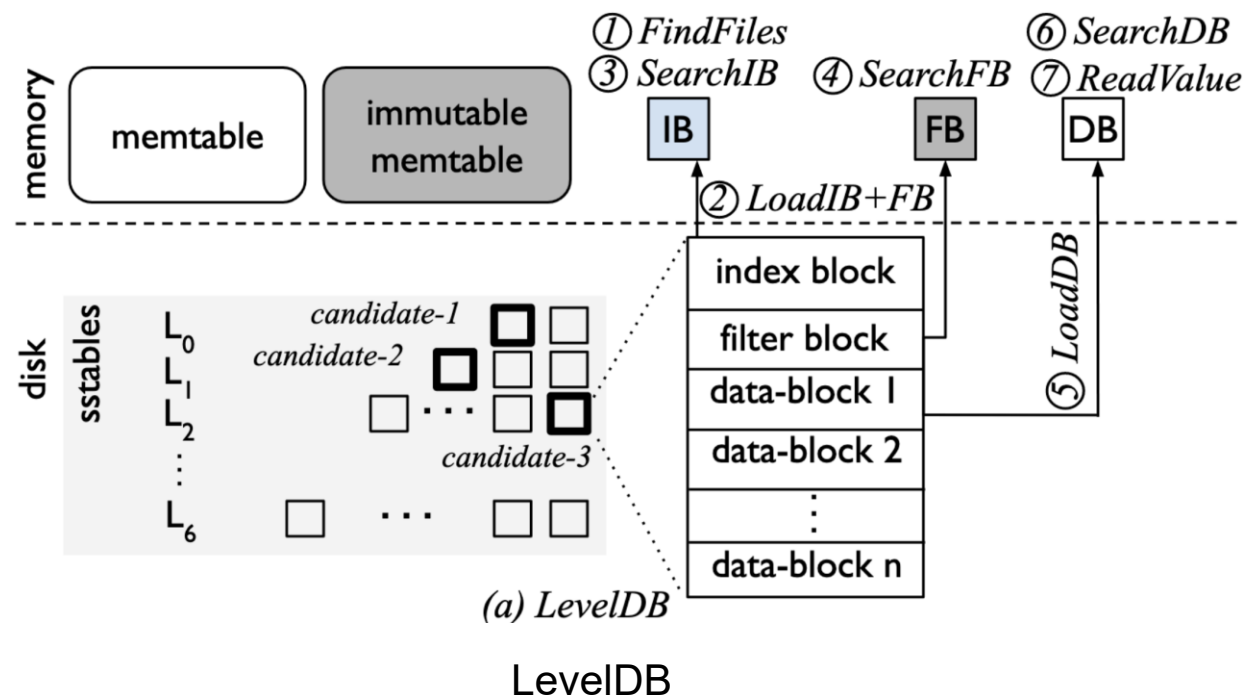 ① FindFiles
③ SearchIB
④ SearchFB
⑥ SearchDB
⑦ ReadValue
memory
memtable
immutable
memtable
IB
FB
DB
② LoadIB+FB
disk
sstables
L0
L1
L2
⋮
L6
candidate-1
candidate-2
...
candidate-3
...
index block
filter block
data-block 1
data-block 2
⋮
data-block n
⑤ LoadDB
(a) LevelDB
LevelDB